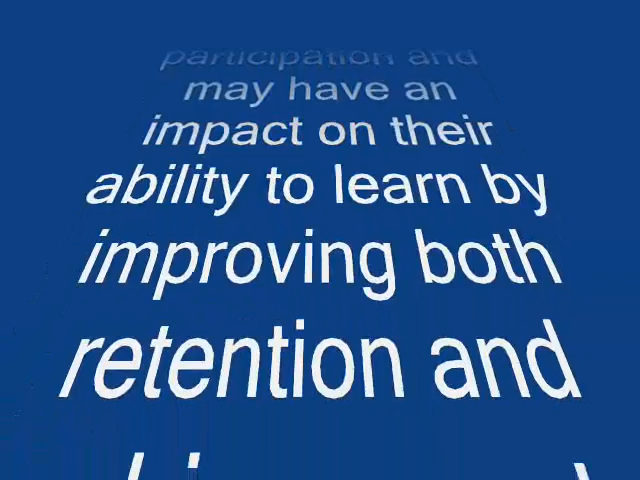 participation and
may have an
impact on their
ability to learn by
improving both
retention and